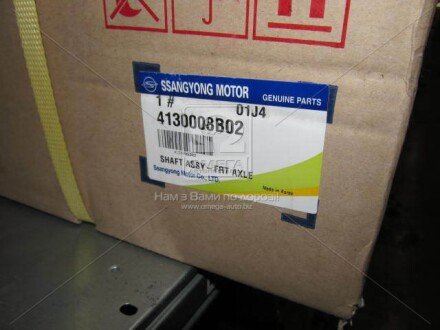 SSANGYONG MOTOR
GENUINE PARTS
1 # 01J4
4130008B02
SHAFT ASSY-FRT AXLE
Ssangyong Motor Co., LTD.
Made in Korea
Нам з Вами по дорозі!
www.omega-auto.biz